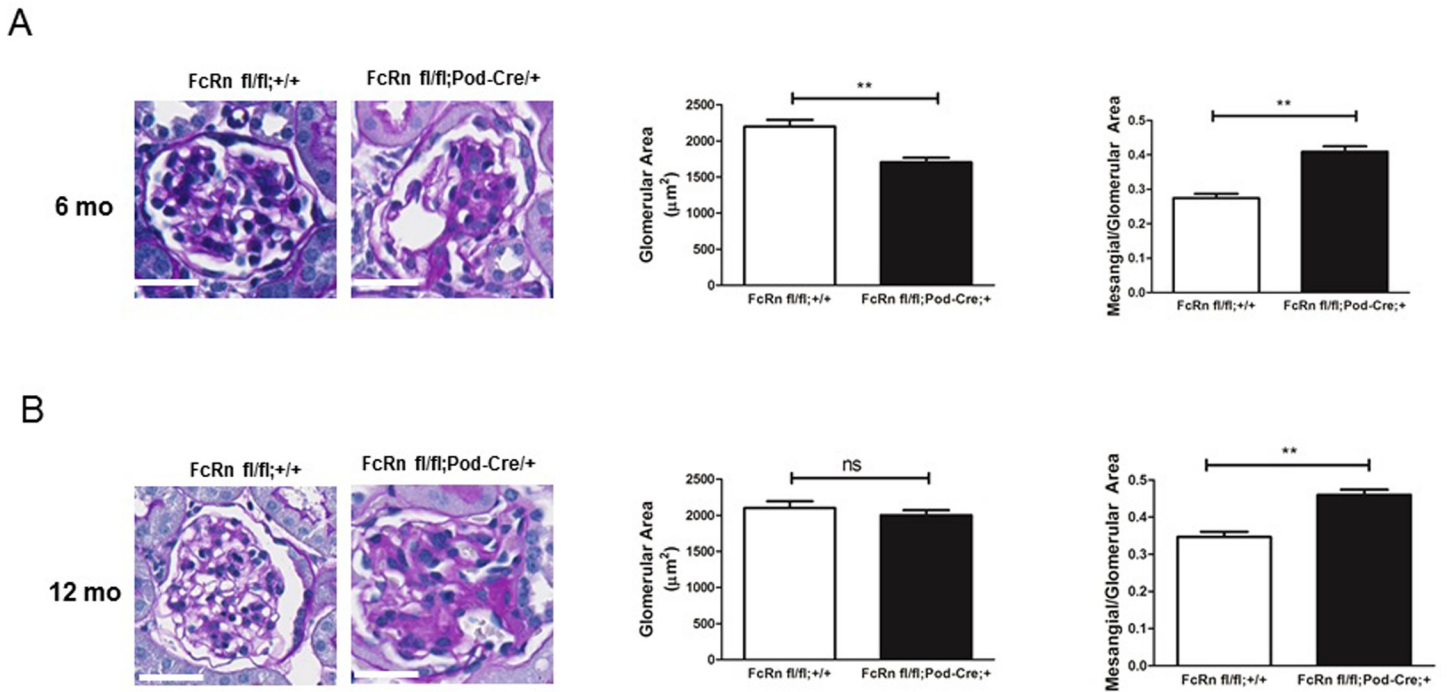 A
FcRn fl/fl;+/+
FcRn fl/fl;Pod-Cre/+
6 mo
Glomerular Area
(µm²)
2500
2000
1500
1000
500
0
**
FcRn fl/fl;+/+
FcRn fl/fl;Pod-Cre;+
Mesangial/Glomerular Area
0.5
0.4
0.3
0.2
0.1
0.0
**
FcRn fl/fl;+/+
FcRn fl/fl;Pod-Cre;+
B
FcRn fl/fl;+/+
FcRn fl/fl;Pod-Cre/+
12 mo
Glomerular Area
(µm²)
2500
2000
1500
1000
500
0
ns
FcRn fl/fl;+/+
FcRn fl/fl;Pod-Cre;+
Mesangial/Glomerular Area
0.5
0.4
0.3
0.2
0.1
0.0
**
FcRn fl/fl;+/+
FcRn fl/fl;Pod-Cre;+